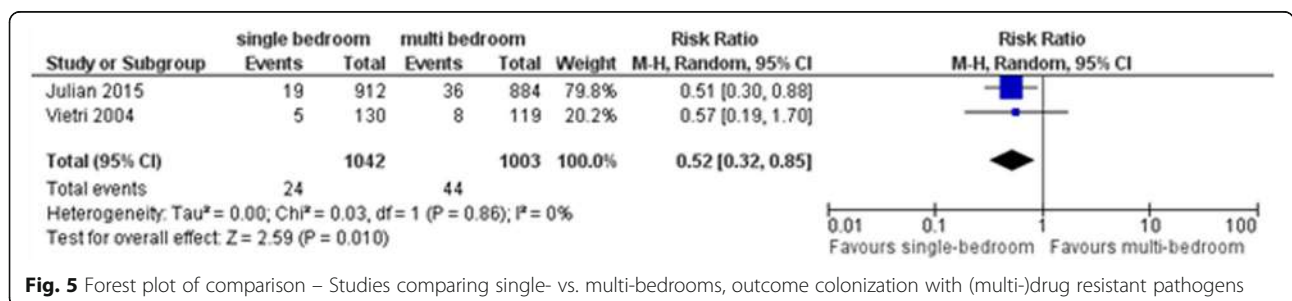 single bedroom multi bedroom Risk Ratio Risk Ratio
Study or Subgroup Events Total Events Total Weight M-H, Random, 95% CI M-H, Random, 95% CI
Julian 2015 19 912 36 884 79.8% 0.51 [0.30, 0.88]
Vietri 2004 5 130 8 119 20.2% 0.57 [0.19, 1.70]
Total (95% CI) 1042 1003 100.0% 0.52 [0.32, 0.85]
Total events 24 44
Heterogeneity: Tau² = 0.00; Chi² = 0.03, df = 1 (P = 0.86); I² = 0%
Test for overall effect: Z = 2.59 (P = 0.010)
0.01 0.1 1 10 100
Favours single-bedroom Favours multi-bedroom
Fig. 5 Forest plot of comparison – Studies comparing single- vs. multi-bedrooms, outcome colonization with (multi-)drug resistant pathogens